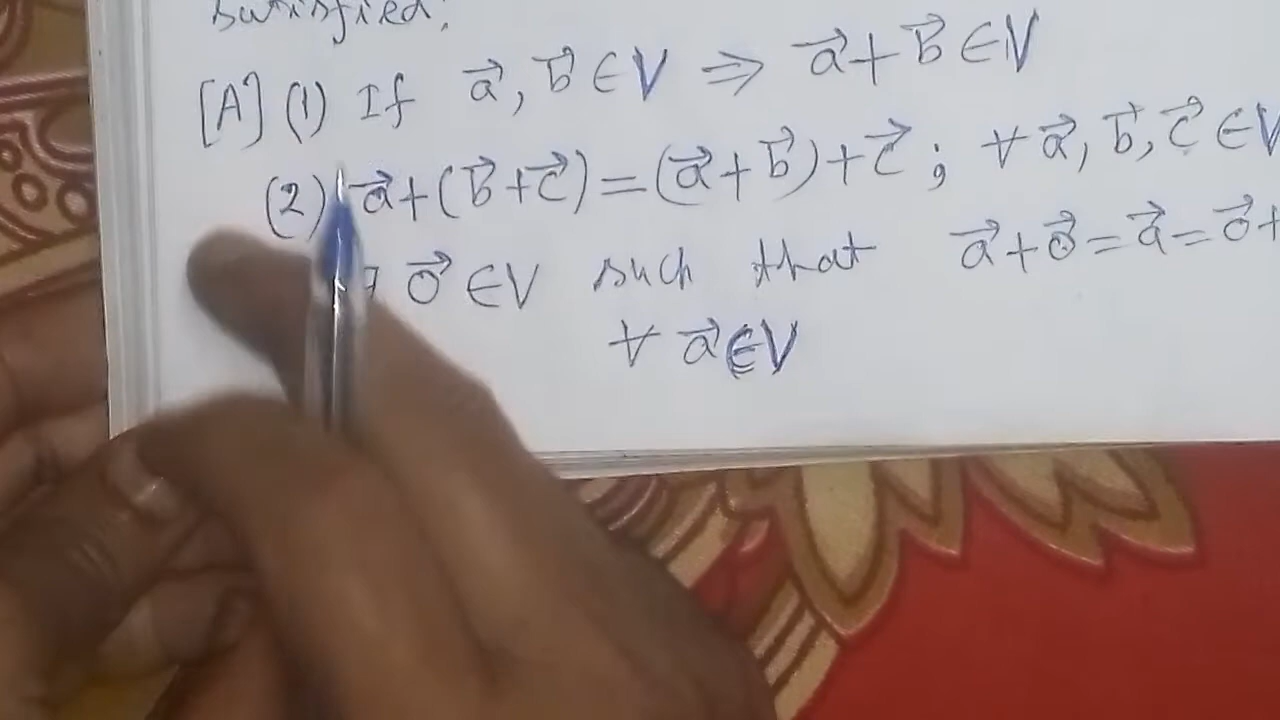 satisfied.
[A] (1) If a⃗, b⃗ ∈ V ⇒ a⃗ + b⃗ ∈ V
(2) a⃗ + (b⃗ + c⃗) = (a⃗ + b⃗) + c⃗ ; ∀ a⃗, b⃗, c⃗ ∈ V
∃ 0⃗ ∈ V such that a⃗ + 0⃗ = a⃗ = 0⃗ +
∀ a⃗ ∈ V